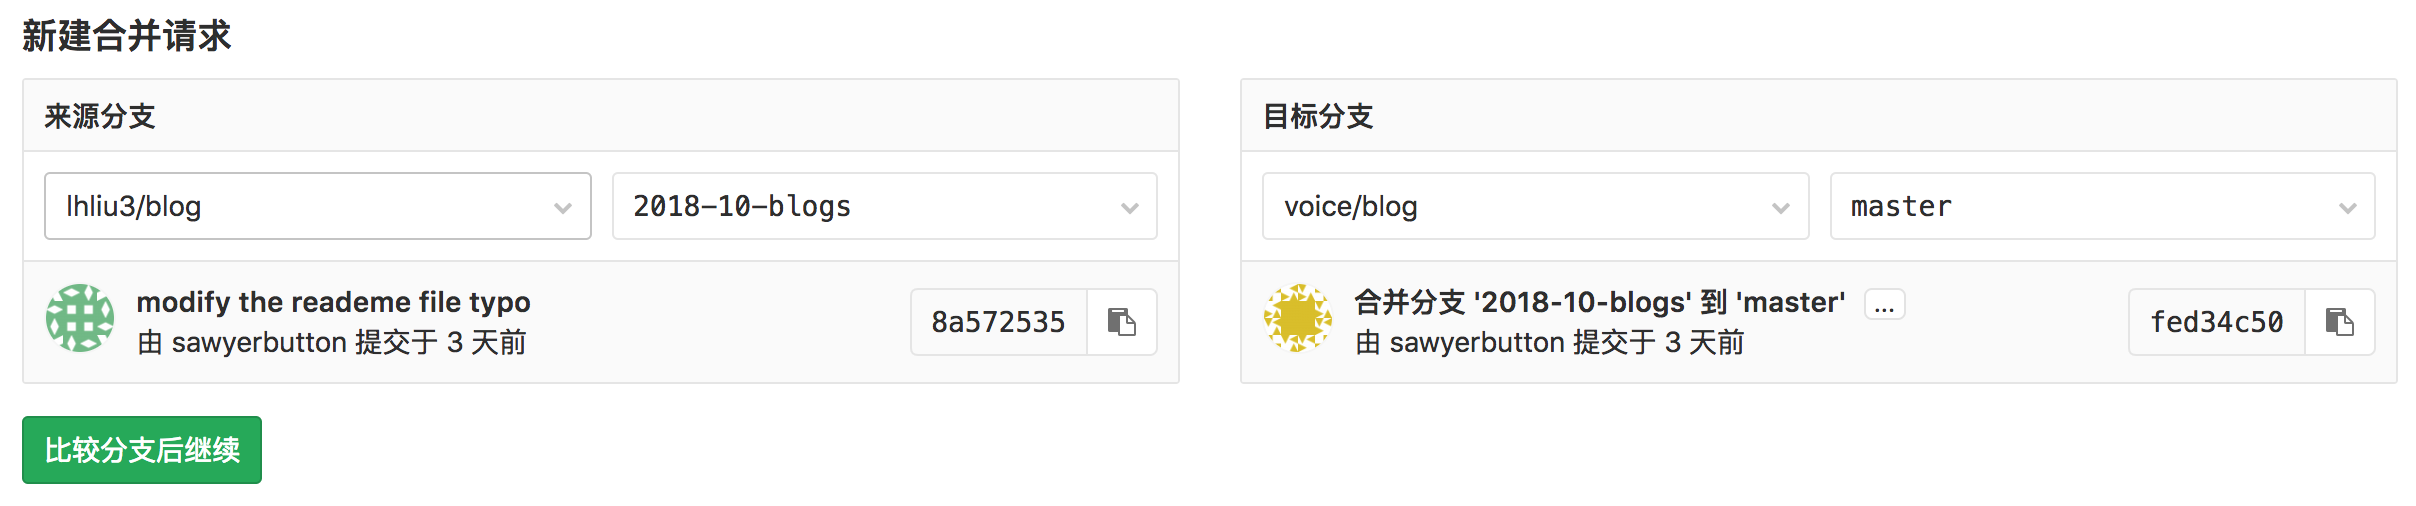 新建合并请求
来源分支
lhliu3/blog
2018-10-blogs
modify the reademe file typo
由 sawyerbutton 提交于 3 天前
8a572535
目标分支
voice/blog
master
合并分支 '2018-10-blogs' 到 'master' ...
由 sawyerbutton 提交于 3 天前
fed34c50
比较分支后继续